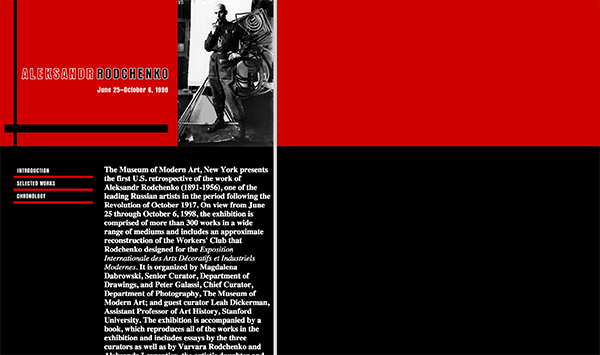 ALEKSANDR RODCHENKO
June 25–October 6, 1998
INTRODUCTION
SELECTED WORKS
CHRONOLOGY
The Museum of Modern Art, New York presents
the first U.S. retrospective of the work of
Aleksandr Rodchenko (1891-1956), one of the
leading Russian artists in the period following the
Revolution of October 1917. On view from June
25 through October 6, 1998, the exhibition is
comprised of more than 300 works in a wide
range of mediums and includes an approximate
reconstruction of the Workers' Club that
Rodchenko designed for the Exposition
Internationale des Arts Décoratifs et Industriels
Modernes. It is organized by Magdalena
Dabrowski, Senior Curator, Department of
Drawings, and Peter Galassi, Chief Curator,
Department of Photography, The Museum of
Modern Art; and guest curator Leah Dickerman,
Assistant Professor of Art History, Stanford
University. The exhibition is accompanied by a
book, which reproduces all of the works in the
exhibition and includes essays by the three
curators as well as by Varvara Rodchenko and